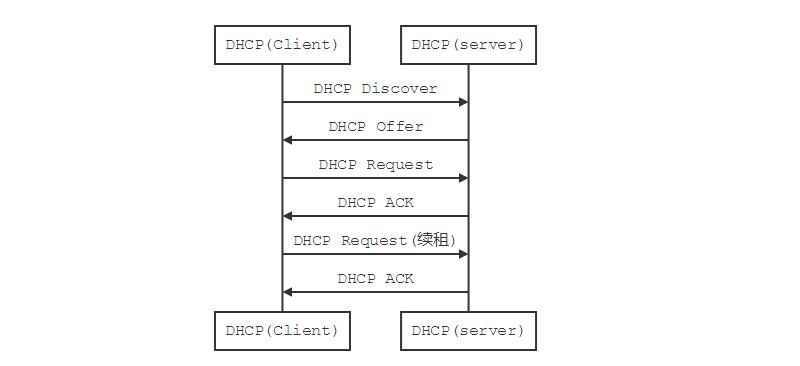 DHCP(Client)
DHCP(server)
DHCP Discover
DHCP Offer
DHCP Request
DHCP ACK
DHCP Request(续租)
DHCP ACK
DHCP(Client)
DHCP(server)